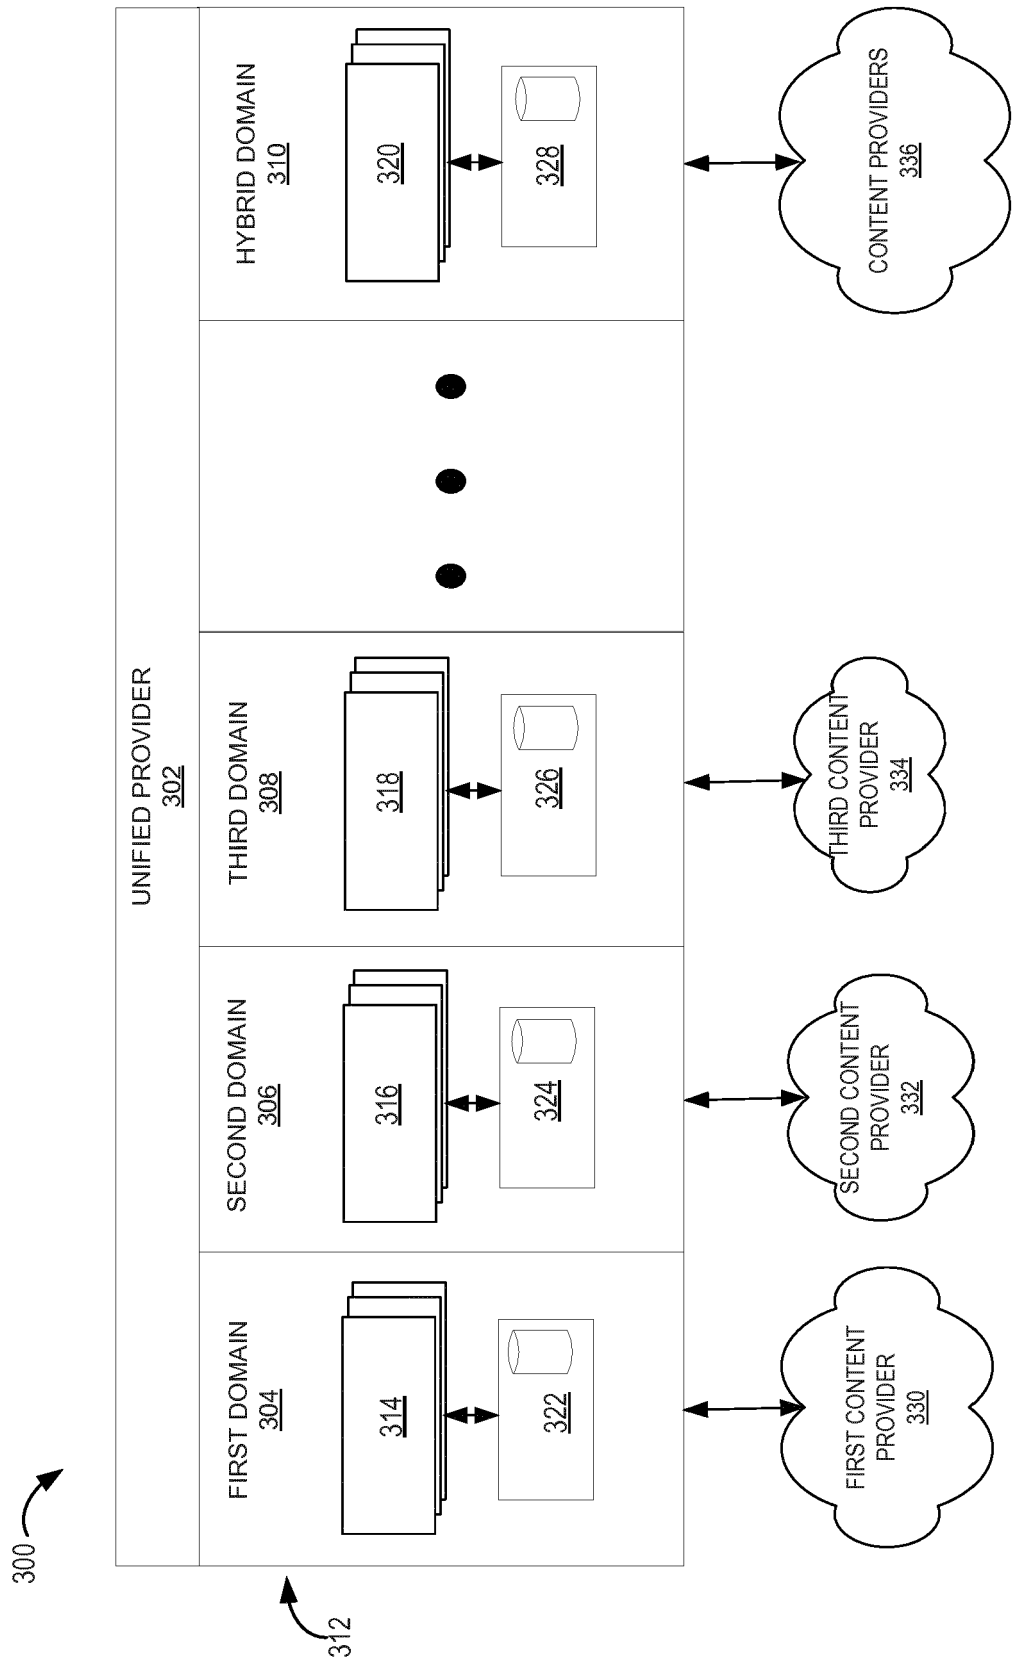 300
UNIFIED PROVIDER
302
312
FIRST DOMAIN
304
SECOND DOMAIN
306
THIRD DOMAIN
308
HYBRID DOMAIN
310
314
316
318
320
322
324
326
328
FIRST CONTENT
PROVIDER
330
SECOND CONTENT
PROVIDER
332
THIRD CONTENT
PROVIDER
334
CONTENT PROVIDERS
336